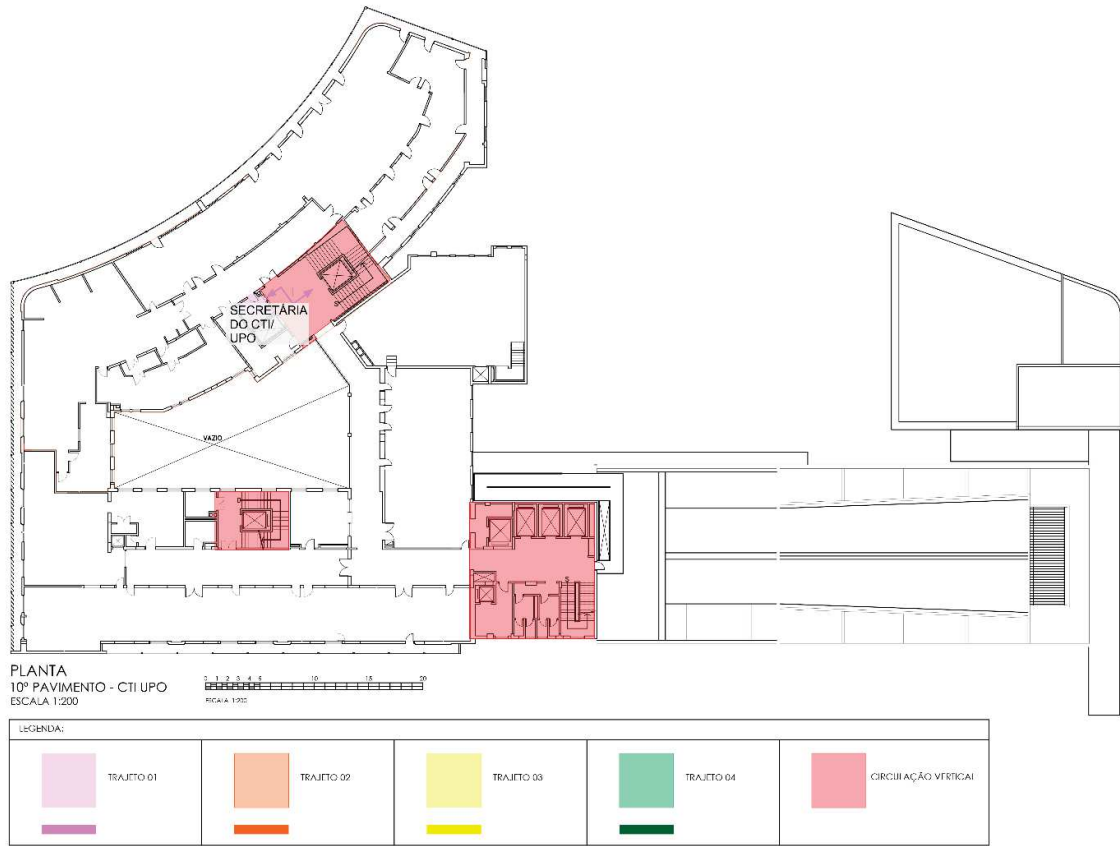 SECRETÁRIA
DO CTI/
UPO
VAZIO
PLANTA
10º PAVIMENTO - CTI UPO
ESCALA 1:200
0 1 2 3 4 5 10 15 20
ESCALA 1:200
LEGENDA:
TRAJETO 01
TRAJETO 02
TRAJETO 03
TRAJETO 04
CIRCULAÇÃO VERTICAL